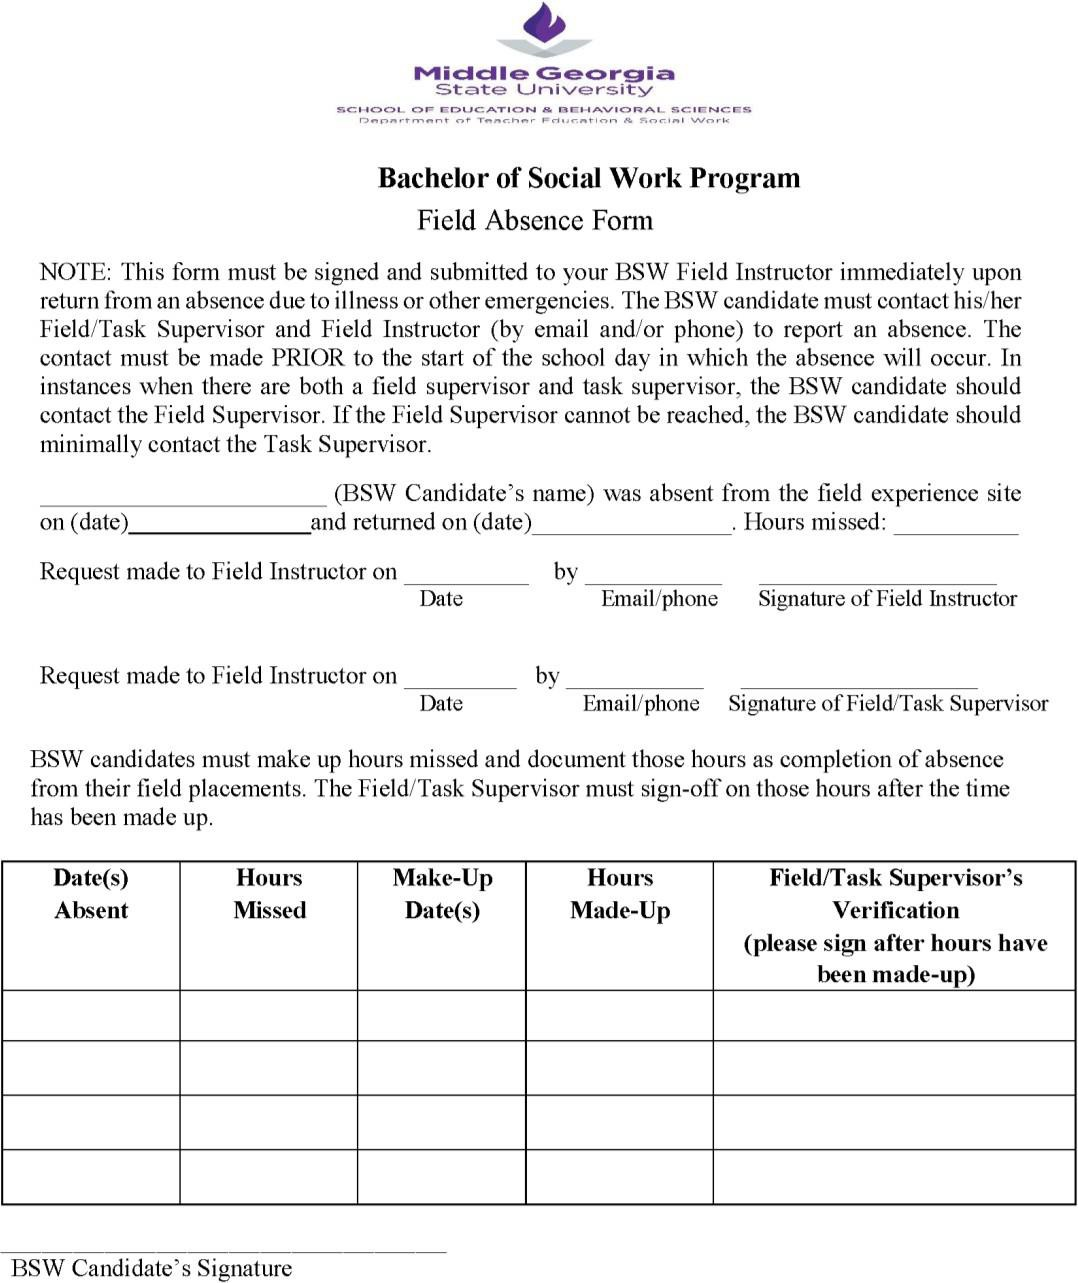 Middle Georgia
State University
SCHOOL OF EDUCATION & BEHAVIORAL SCIENCES
Department of Teacher Education & Social Work
Bachelor of Social Work Program
Field Absence Form
NOTE: This form must be signed and submitted to your BSW Field Instructor immediately upon
return from an absence due to illness or other emergencies. The BSW candidate must contact his/her
Field/Task Supervisor and Field Instructor (by email and/or phone) to report an absence. The
contact must be made PRIOR to the start of the school day in which the absence will occur. In
instances when there are both a field supervisor and task supervisor, the BSW candidate should
contact the Field Supervisor. If the Field Supervisor cannot be reached, the BSW candidate should
minimally contact the Task Supervisor.
_______________________ (BSW Candidate’s name) was absent from the field experience site
on (date)_______________and returned on (date)________________. Hours missed: __________
Request made to Field Instructor on __________ by ___________ ___________________
Date Email/phone Signature of Field Instructor
Request made to Field Instructor on _________ by ___________ ____________________
Date Email/phone Signature of Field/Task Supervisor
BSW candidates must make up hours missed and document those hours as completion of absence
from their field placements. The Field/Task Supervisor must sign-off on those hours after the time
has been made up.
Date(s) Hours Make-Up Hours Field/Task Supervisor’s
Absent Missed Date(s) Made-Up Verification
(please sign after hours have
been made-up)
____________________________________
BSW Candidate’s Signature